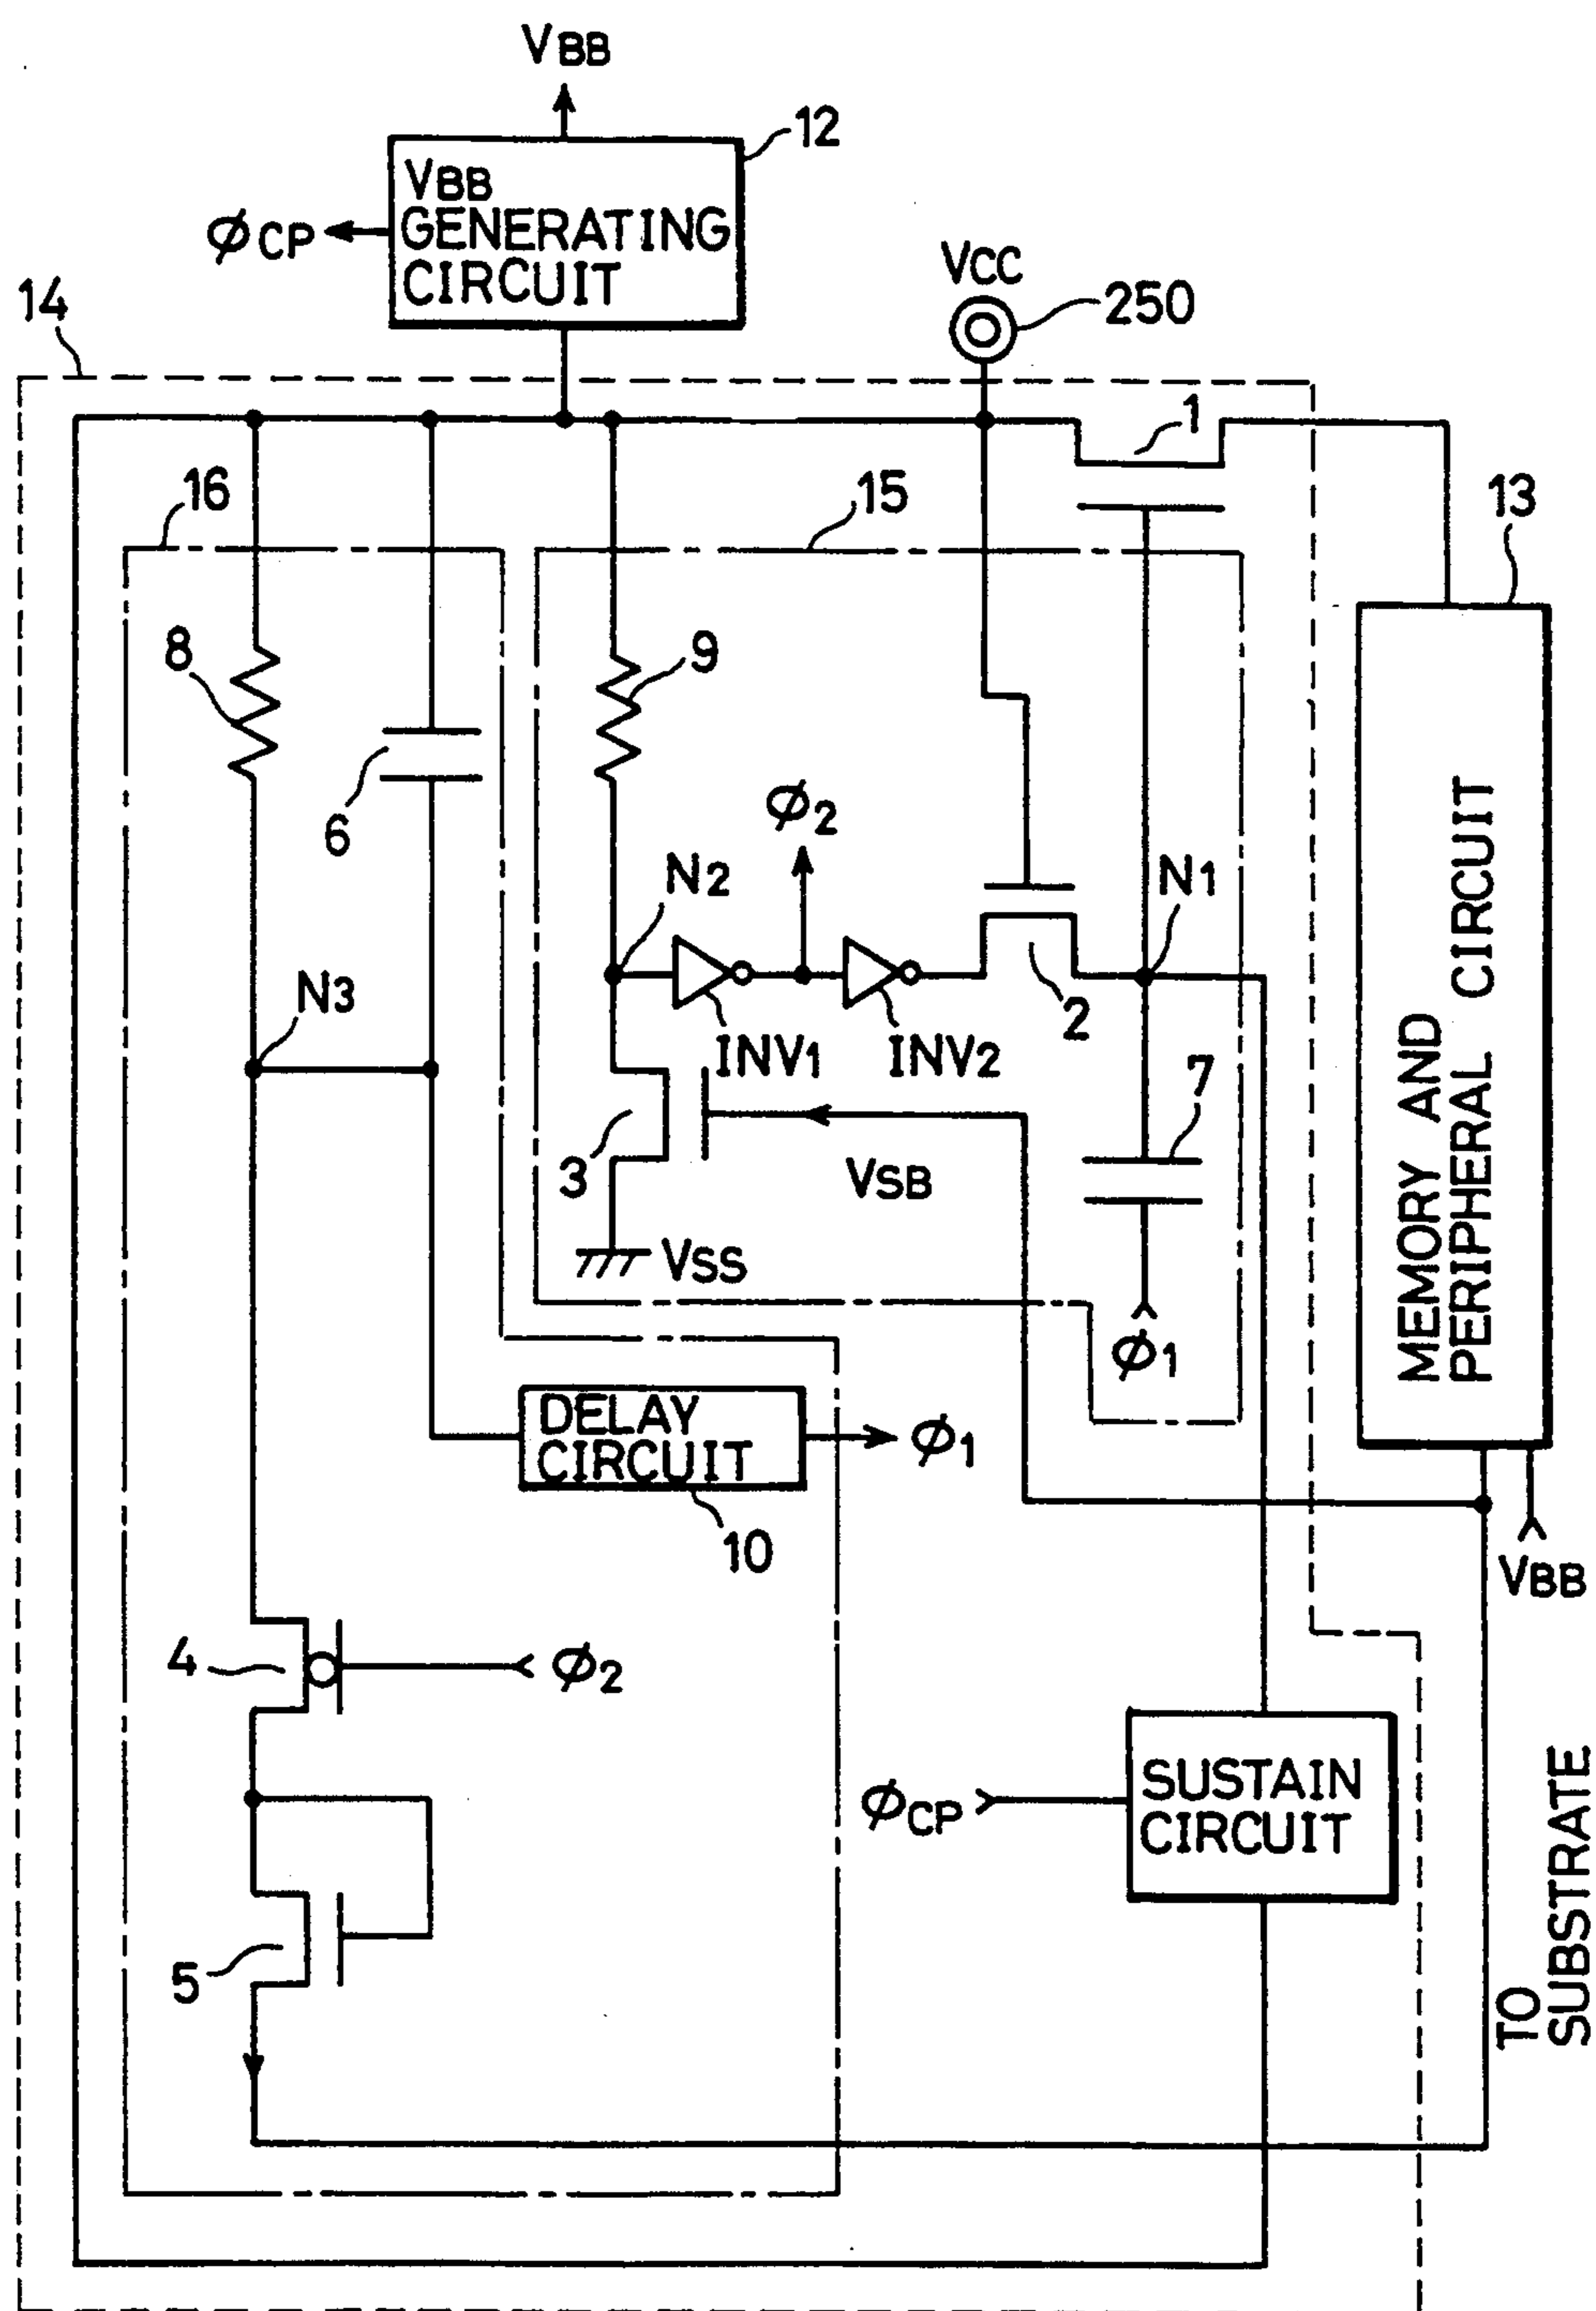 VBB
12
VBB
GENERATING
CIRCUIT
ϕCP
VCC
250
14
1
16
15
13
8
9
6
ϕ2
N2
N1
N3
INV1
INV2
2
7
3
VSB
VSS
ϕ1
MEMORY AND
PERIPHERAL CIRCUIT
DELAY
CIRCUIT
ϕ1
10
VBB
4
ϕ2
SUSTAIN
CIRCUIT
ϕCP
5
TO
SUBSTRATE